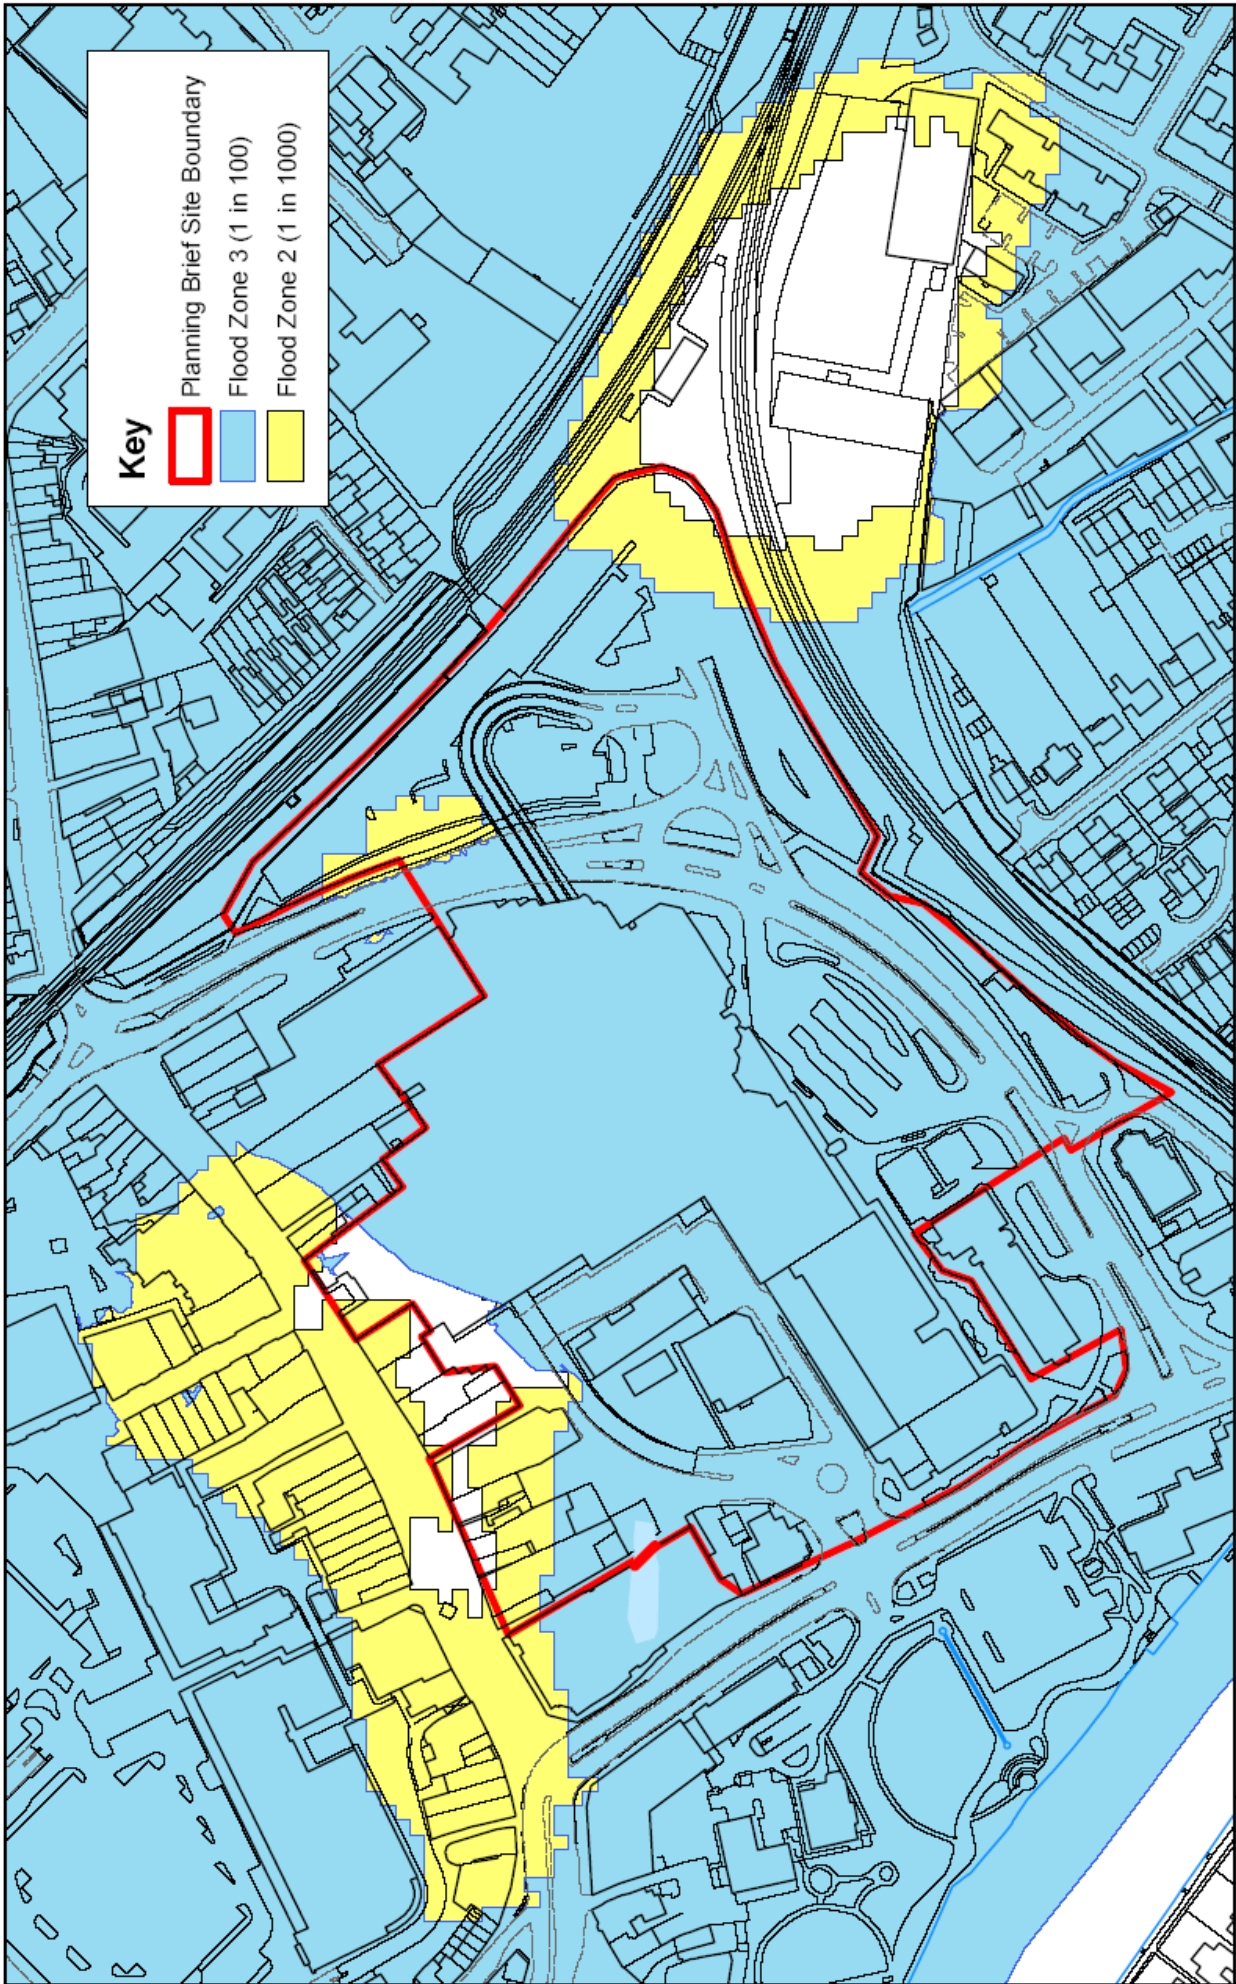 Key
Planning Brief Site Boundary
Flood Zone 3 (1 in 100)
Flood Zone 2 (1 in 1000)